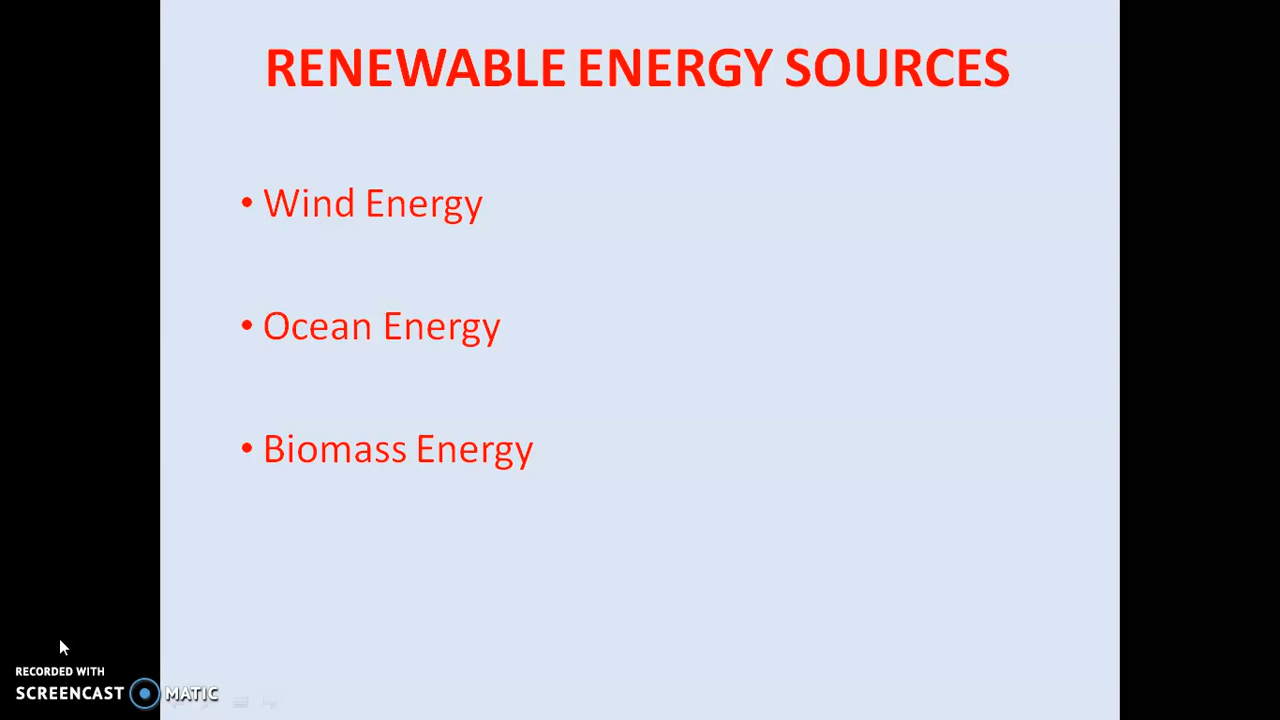 RENEWABLE ENERGY SOURCES
• Wind Energy
• Ocean Energy
• Biomass Energy
RECORDED WITH
SCREENCAST MATIC